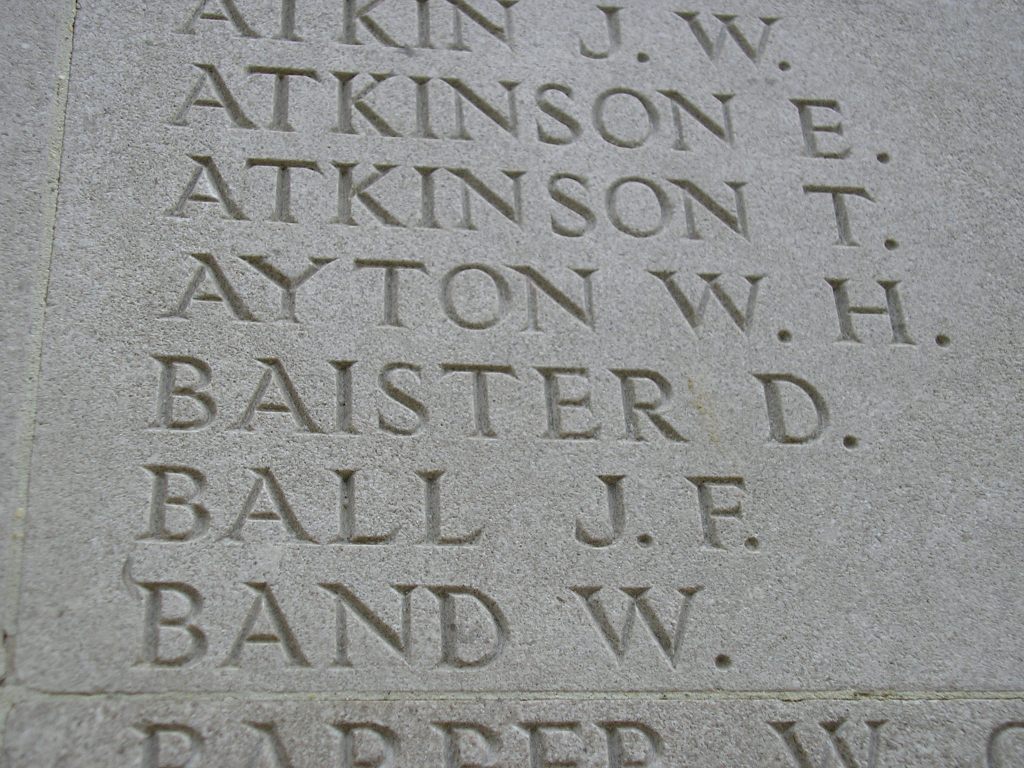 ATKIN J. W.
ATKINSON E.
ATKINSON T.
AYTON W. H.
BAISTER D.
BALL J. F.
BAND W.
W.